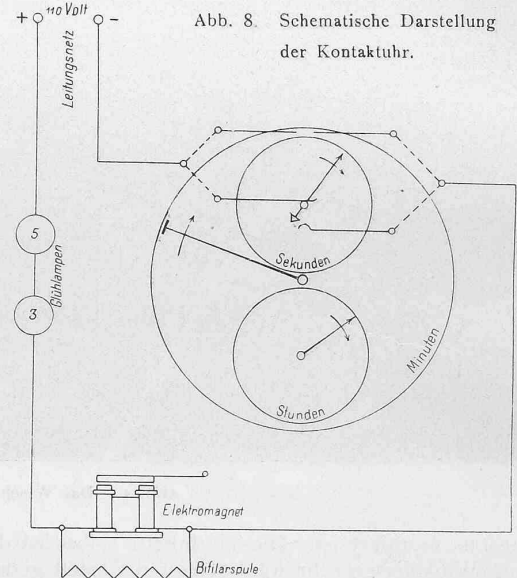 Abb. 8. Schematische Darstellung
der Kontaktuhr.
+ 110 Volt -
Leitungsnetz
5
Glühlampen
3
Sekunden
Minuten
Stunden
Elektromagnet
Bifilarspule